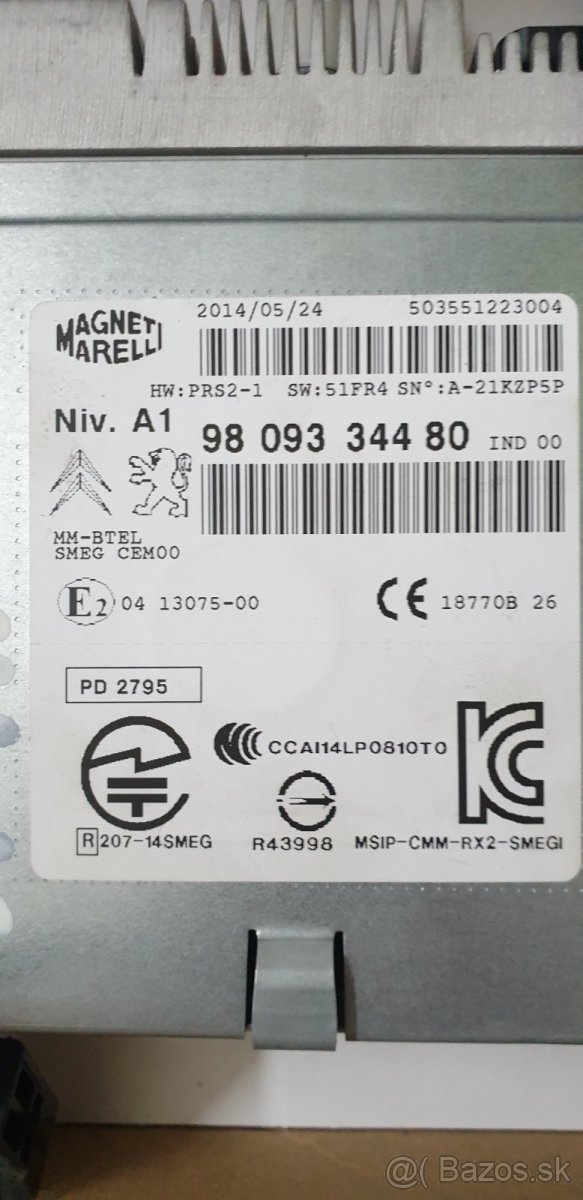 MAGNETI MARELLI
2014/05/24 503551223004
HW:PRS2-1 SW:51FR4 SN°:A-21KZP5P
Niv. A1
98 093 344 80 IND 00
MM-BTEL
SMEG CEM00
E2 04 13075-00
CE 18770B 26
PD 2795
CCAI14LP0810T0
R 207-14SMEG
R43998
MSIP-CMM-RX2-SMEGI
@( Bazos.sk